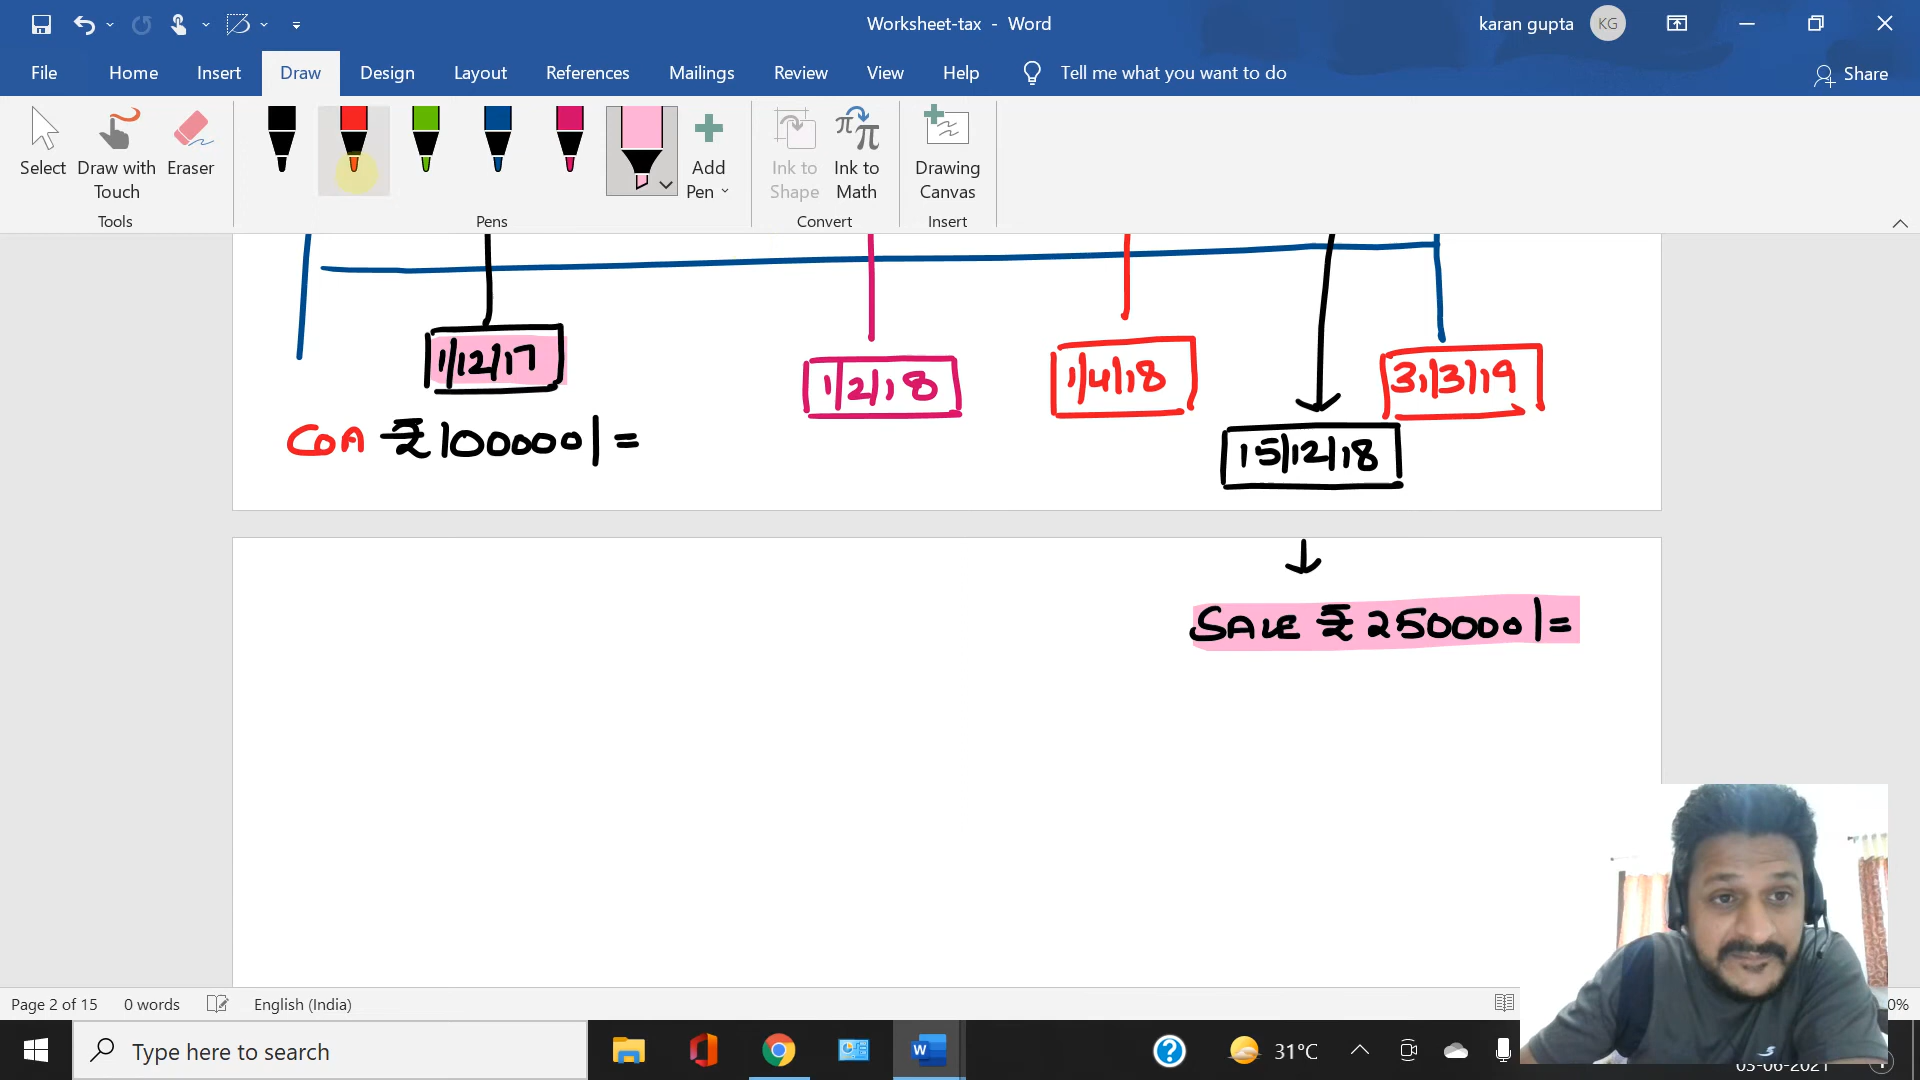 Worksheet-tax - Word
karan gupta
KG
File Home Insert Draw Design Layout References Mailings Review View Help Tell me what you want to do Share
Select Draw with Touch Eraser Add Pen Ink to Shape Ink to Math Drawing Canvas
Tools Pens Convert Insert
1/12/17
1/2/18
1/4/18
31/3/19
COA ₹ 100000/=
15/12/18
SALE ₹ 250000/=
Page 2 of 15 0 words English (India)
0%
Type here to search
31°C